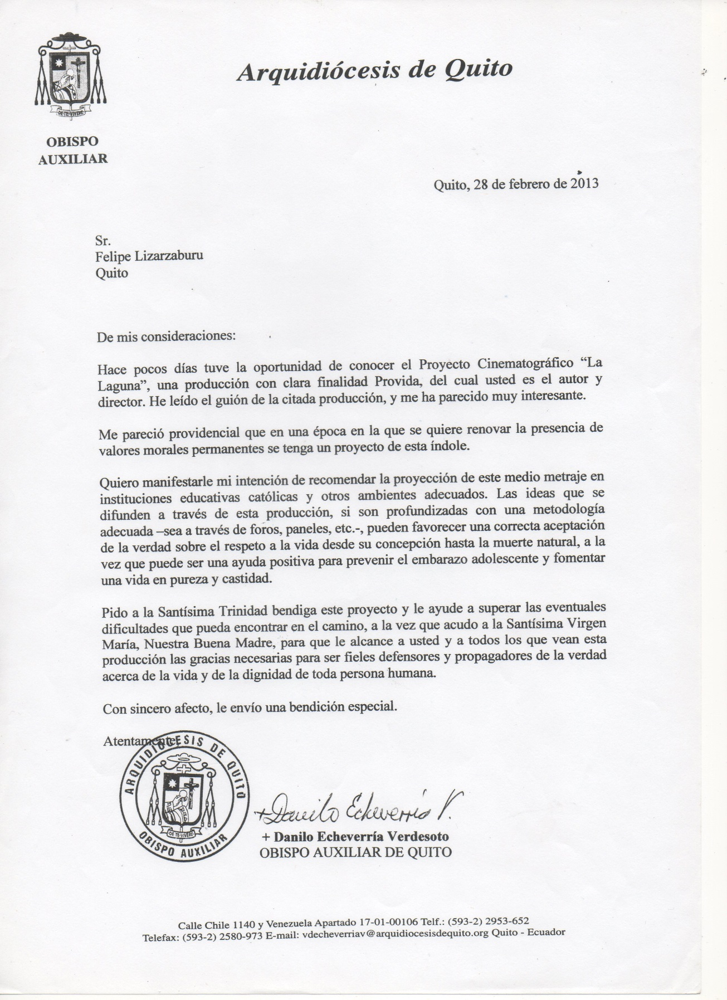 Arquidiócesis de Quito
DE-TE-VIVERE
OBISPO
AUXILIAR
Quito, 28 de febrero de 2013
Sr.
Felipe Lizarzaburu
Quito
De mis consideraciones:
Hace pocos días tuve la oportunidad de conocer el Proyecto Cinematográfico “La
Laguna”, una producción con clara finalidad Provida, del cual usted es el autor y
director. He leído el guión de la citada producción, y me ha parecido muy interesante.
Me pareció providencial que en una época en la que se quiere renovar la presencia de
valores morales permanentes se tenga un proyecto de esta índole.
Quiero manifestarle mi intención de recomendar la proyección de este medio metraje en
instituciones educativas católicas y otros ambientes adecuados. Las ideas que se
difunden a través de esta producción, si son profundizadas con una metodología
adecuada –sea a través de foros, paneles, etc.-, pueden favorecer una correcta aceptación
de la verdad sobre el respeto a la vida desde su concepción hasta la muerte natural, a la
vez que puede ser una ayuda positiva para prevenir el embarazo adolescente y fomentar
una vida en pureza y castidad.
Pido a la Santísima Trinidad bendiga este proyecto y le ayude a superar las eventuales
dificultades que pueda encontrar en el camino, a la vez que acudo a la Santísima Virgen
María, Nuestra Buena Madre, para que le alcance a usted y a todos los que vean esta
producción las gracias necesarias para ser fieles defensores y propagadores de la verdad
acerca de la vida y de la dignidad de toda persona humana.
Con sincero afecto, le envío una bendición especial.
Atentamente,
ARQUIDIOCESIS DE QUITO
DE TE-VIVERE
OBISPO AUXILIAR
+Danilo Echeverría V.
+ Danilo Echeverría Verdesoto
OBISPO AUXILIAR DE QUITO
Calle Chile 1140 y Venezuela Apartado 17-01-00106 Telf.: (593-2) 2953-652
Telefax: (593-2) 2580-973 E-mail: vdecheverriav@arquidiocesisdequito.org Quito - Ecuador